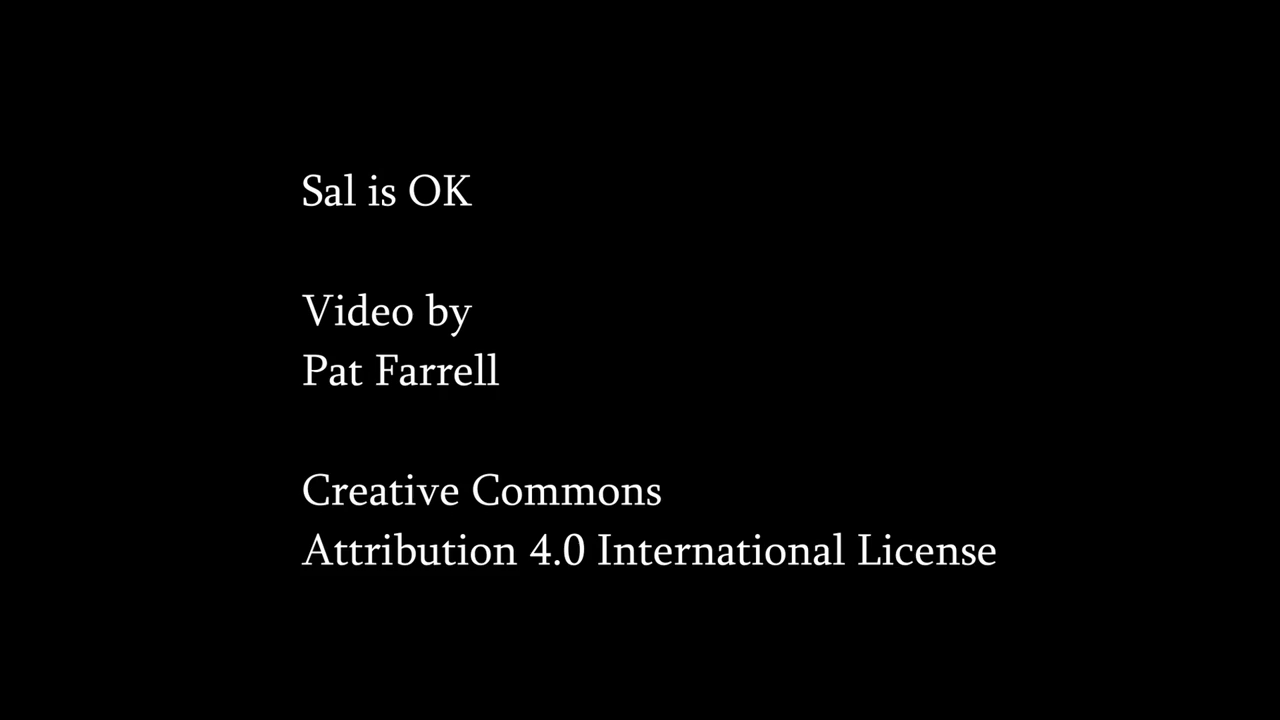 Sal is OK
Video by
Pat Farrell
Creative Commons
Attribution 4.0 International License